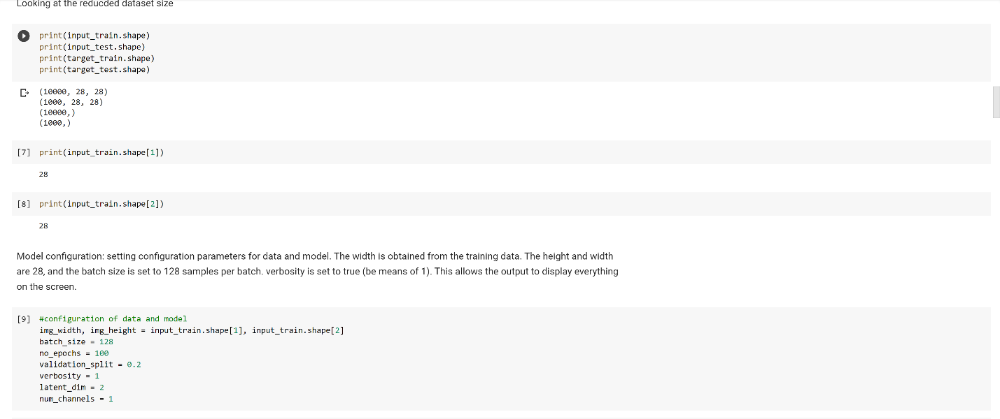 Looking at the reducded dataset size
print(input_train.shape)
print(input_test.shape)
print(target_train.shape)
print(target_test.shape)
(10000, 28, 28)
(1000, 28, 28)
(10000,)
(1000,)
[7] print(input_train.shape[1])
28
[8] print(input_train.shape[2])
28
Model configuration: setting configuration parameters for data and model. The width is obtained from the training data. The height and width
are 28, and the batch size is set to 128 samples per batch. verbosity is set to true (be means of 1). This allows the output to display everything
on the screen.
[9] #configuration of data and model
img_width, img_height = input_train.shape[1], input_train.shape[2]
batch_size = 128
no_epochs = 100
validation_split = 0.2
verbosity = 1
latent_dim = 2
num_channels = 1